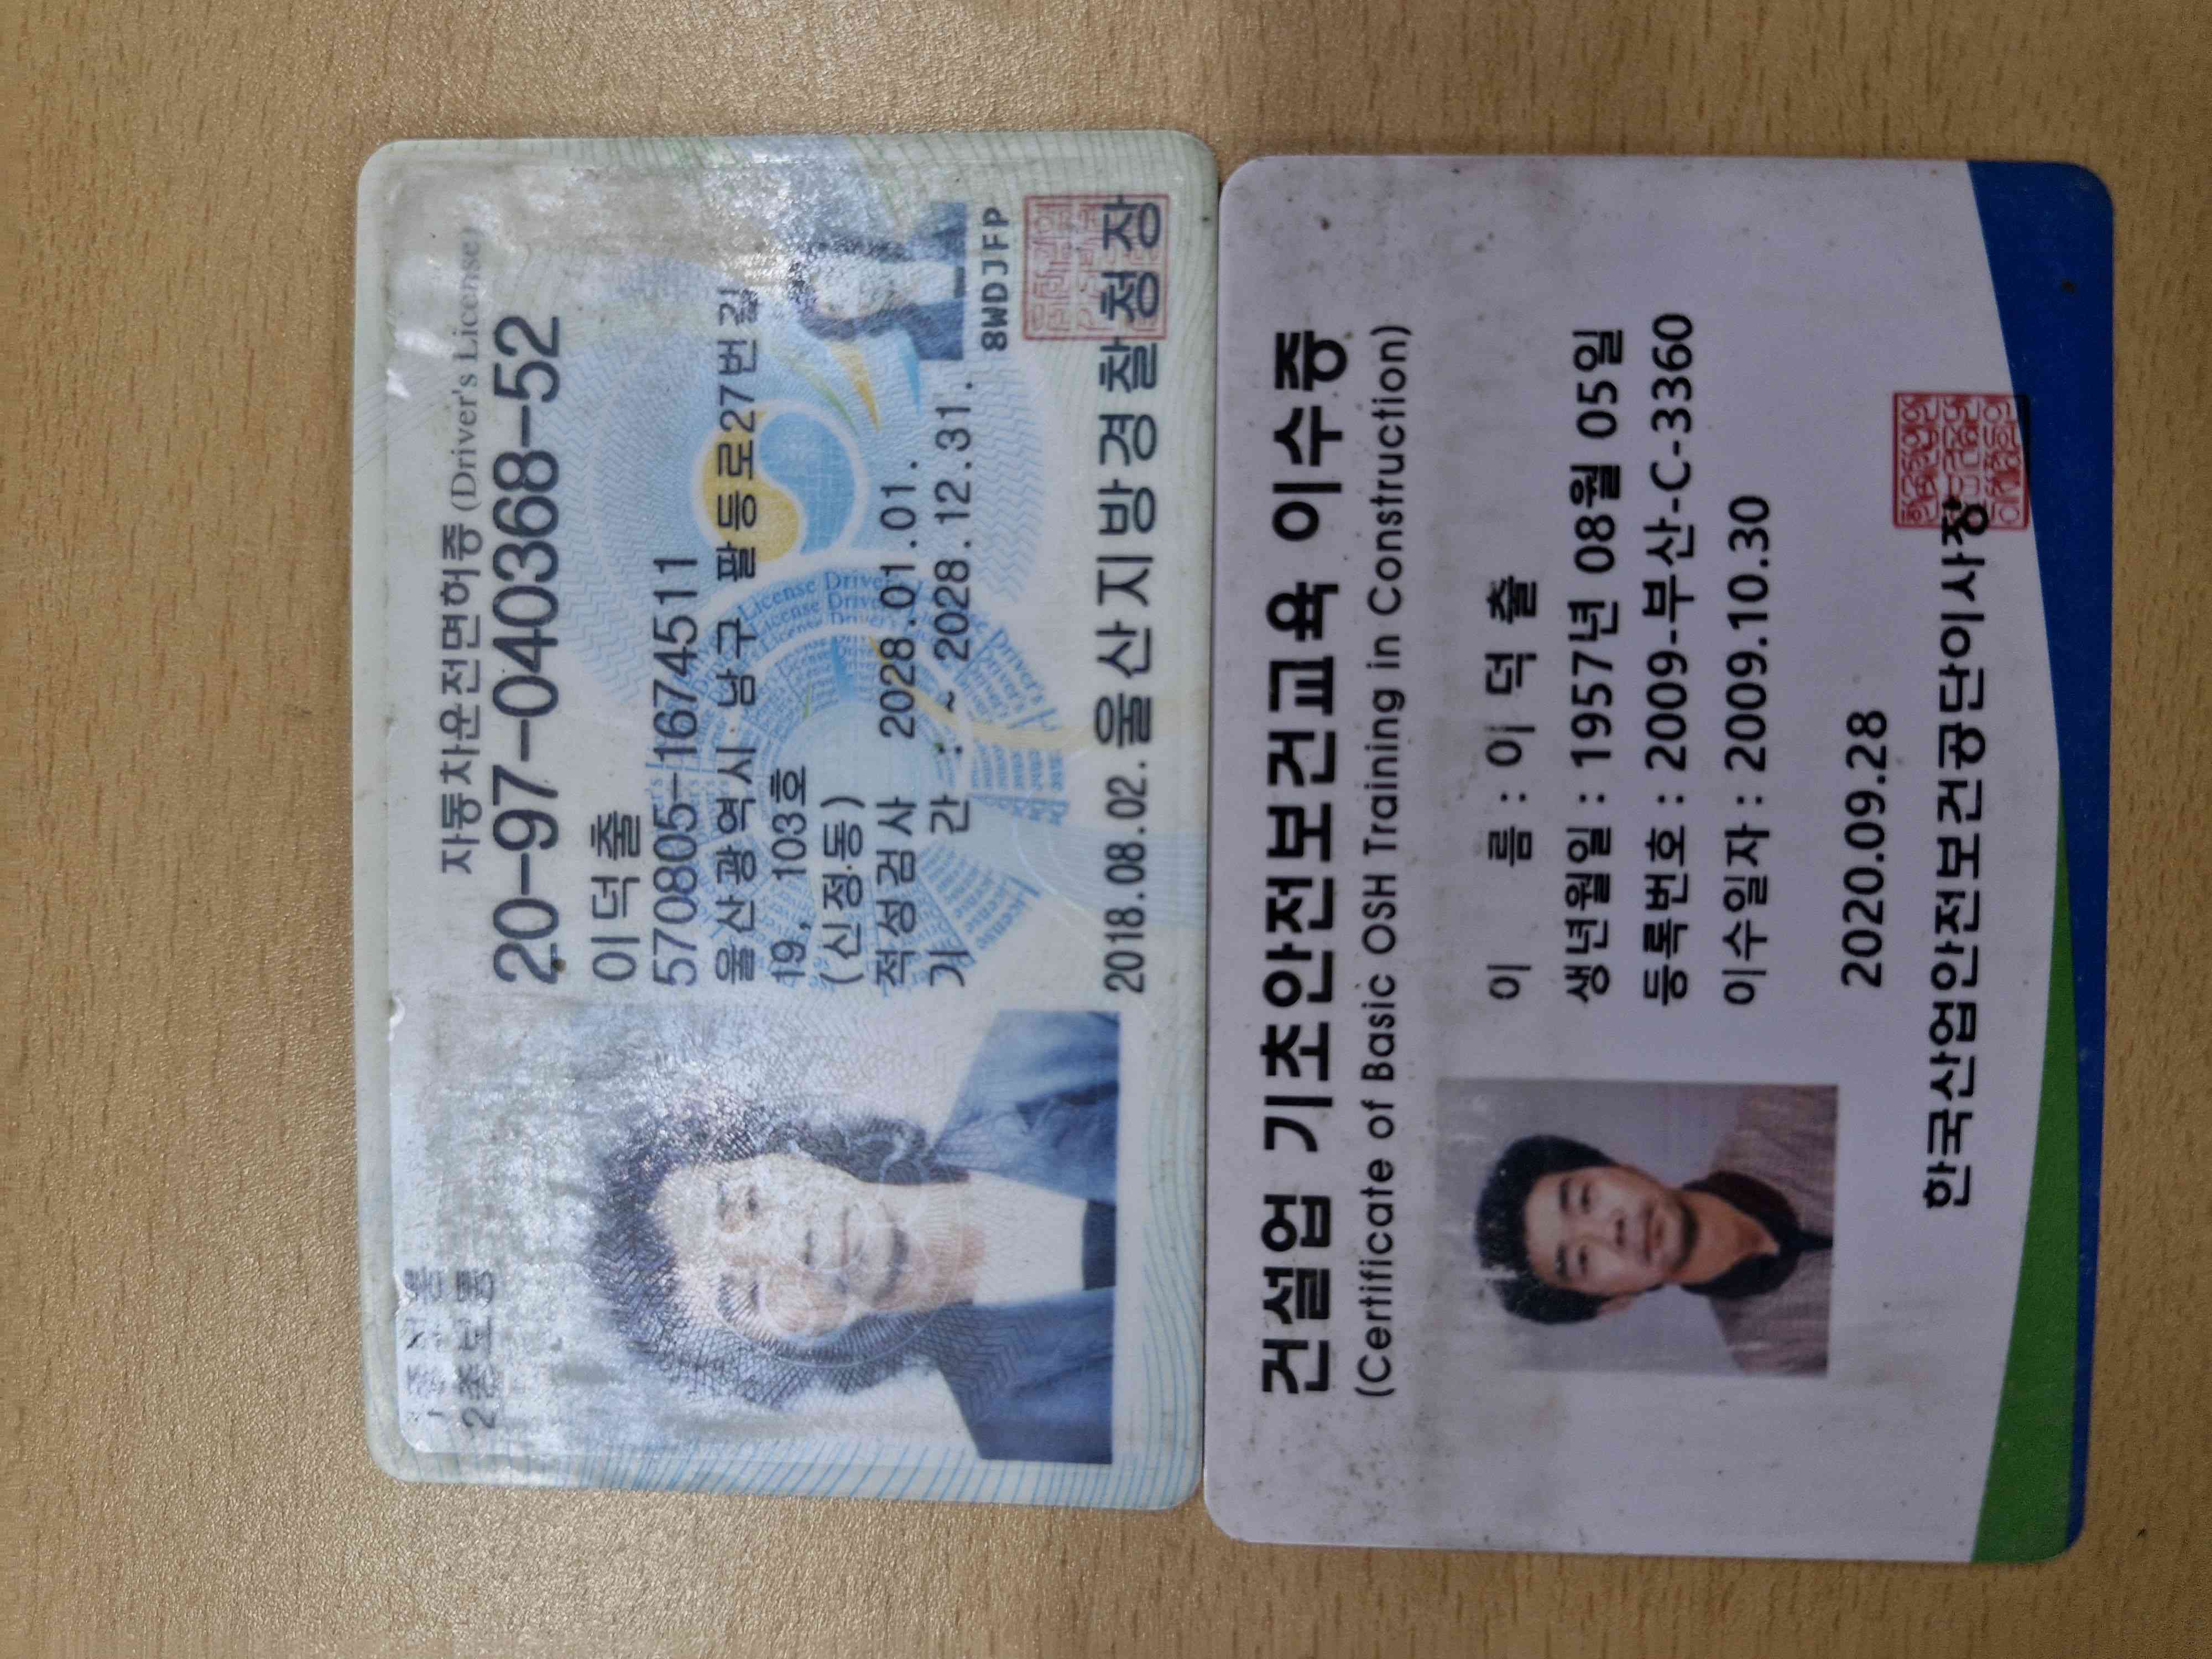 자동차운전면허증 (Driver's License)
2종보통
20-97-040368-52
이덕출
570805-1674511
울산광역시 남구 팔등로27번길
19, 103호
(신정동)
적성검사 2028.01.01.
기 간 : ~ 2028.12.31.
8WDJFP
2018.08.02. 울산지방경찰청장
건설업 기초안전보건교육 이수증
(Certificate of Basic OSH Training in Construction)
이 름 : 이 덕 출
생년월일 : 1957년 08월 05일
등록번호 : 2009-부산-C-3360
이수일자 : 2009.10.30
2020.09.28
한국산업안전보건공단이사장